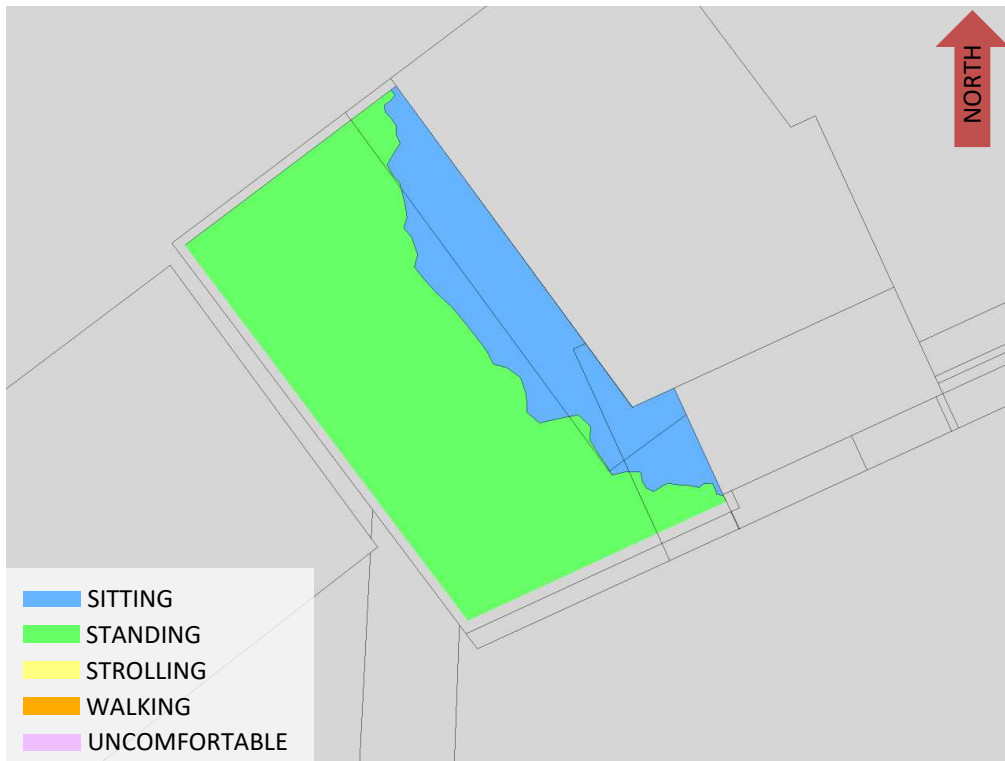 NORTH
SITTING
STANDING
STROLLING
WALKING
UNCOMFORTABLE